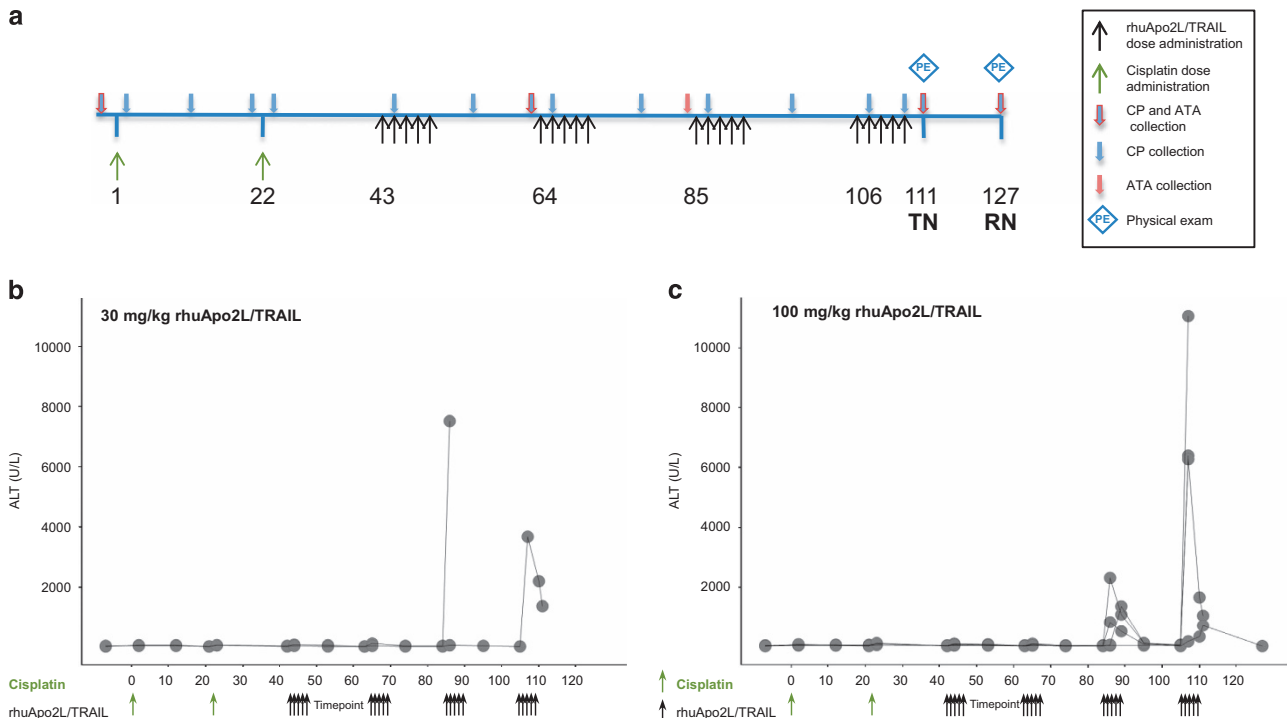 a
rhuApo2L/TRAIL
dose administration
Cisplatin dose
administration
CP and ATA
collection
CP collection
ATA collection
PE Physical exam
PE PE
1 22 43 64 85 106 111 127
TN RN
b
30 mg/kg rhuApo2L/TRAIL
ALT (U/L)
10000
8000
6000
4000
2000
0 10 20 30 40 50 60 70 80 90 100 110 120
Cisplatin
Timepoint
rhuApo2L/TRAIL
c
100 mg/kg rhuApo2L/TRAIL
ALT (U/L)
10000
8000
6000
4000
2000
0 10 20 30 40 50 60 70 80 90 100 110 120
Cisplatin
Timepoint
rhuApo2L/TRAIL